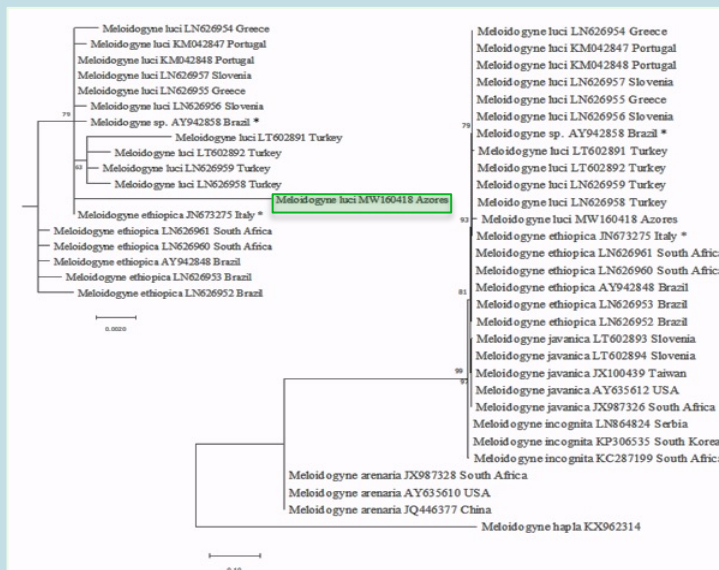 Meloidogyne luci LN626954 Greece
Meloidogyne luci KM042847 Portugal
Meloidogyne luci KM042848 Portugal
Meloidogyne luci LN626957 Slovenia
Meloidogyne luci LN626955 Greece
Meloidogyne luci LN626956 Slovenia
79
Meloidogyne sp. AY942858 Brazil *
Meloidogyne luci LT602891 Turkey
Meloidogyne luci LT602892 Turkey
63
Meloidogyne luci LN626959 Turkey
Meloidogyne luci LN626958 Turkey
Meloidogyne luci MW160418 Azores
Meloidogyne ethiopica JN673275 Italy *
Meloidogyne ethiopica LN626961 South Africa
Meloidogyne ethiopica LN626960 South Africa
Meloidogyne ethiopica AY942848 Brazil
Meloidogyne ethiopica LN626953 Brazil
Meloidogyne ethiopica LN626952 Brazil
0.0020
Meloidogyne luci LN626954 Greece
Meloidogyne luci KM042847 Portugal
Meloidogyne luci KM042848 Portugal
Meloidogyne luci LN626957 Slovenia
Meloidogyne luci LN626955 Greece
Meloidogyne luci LN626956 Slovenia
79
Meloidogyne sp. AY942858 Brazil *
Meloidogyne luci LT602891 Turkey
Meloidogyne luci LT602892 Turkey
Meloidogyne luci LN626959 Turkey
Meloidogyne luci LN626958 Turkey
93
Meloidogyne luci MW160418 Azores
Meloidogyne ethiopica JN673275 Italy *
Meloidogyne ethiopica LN626961 South Africa
Meloidogyne ethiopica LN626960 South Africa
Meloidogyne ethiopica AY942848 Brazil
81
Meloidogyne ethiopica LN626953 Brazil
Meloidogyne ethiopica LN626952 Brazil
Meloidogyne javanica LT602893 Slovenia
Meloidogyne javanica LT602894 Slovenia
99
Meloidogyne javanica JX100439 Taiwan
Meloidogyne javanica AY635612 USA
Meloidogyne javanica JX987326 South Africa
Meloidogyne incognita LN864824 Serbia
Meloidogyne incognita KP306535 South Korea
Meloidogyne incognita KC287199 South Africa
Meloidogyne arenaria JX987328 South Africa
Meloidogyne arenaria AY635610 USA
Meloidogyne arenaria JQ446377 China
Meloidogyne hapla KX962314